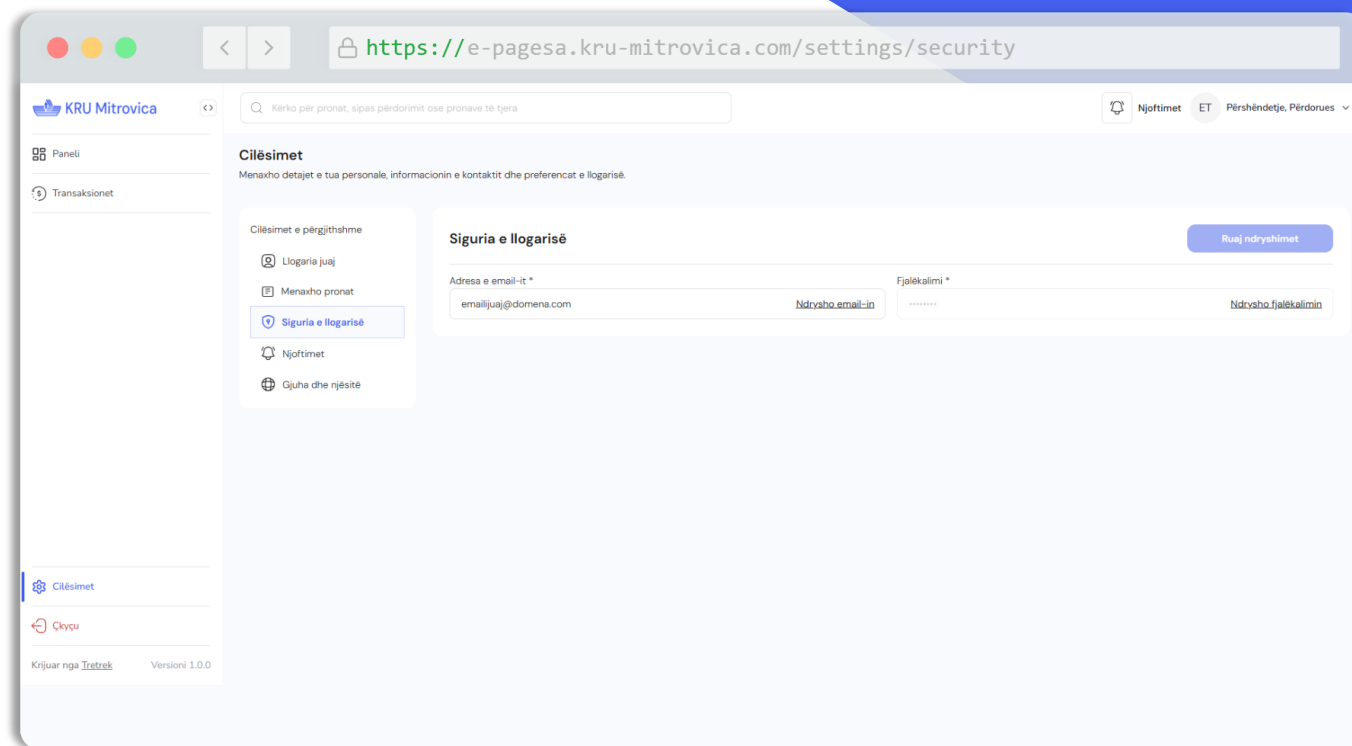 https://e-pagesa.kru-mitrovica.com/settings/security
KRU Mitrovica
Kërko për pronat, sipas përdorimit ose pronave të tjera
Njoftimet
ET
Përshëndetje, Përdorues
Paneli
Transaksionet
Cilësimet
Menaxho detajet e tua personale, informacionin e kontaktit dhe preferencat e llogarisë.
Cilësimet e përgjithshme
Llogaria juaj
Menaxho pronat
Siguria e llogarisë
Njoftimet
Gjuha dhe njësitë
Siguria e llogarisë
Ruaj ndryshimet
Adresa e email-it *
emailijuaj@domena.com
Ndrysho email-in
Fjalëkalimi *
Ndrysho fjalëkalimin
Cilësimet
Çkyçu
Krijuar nga Tretrek
Versioni 1.0.0